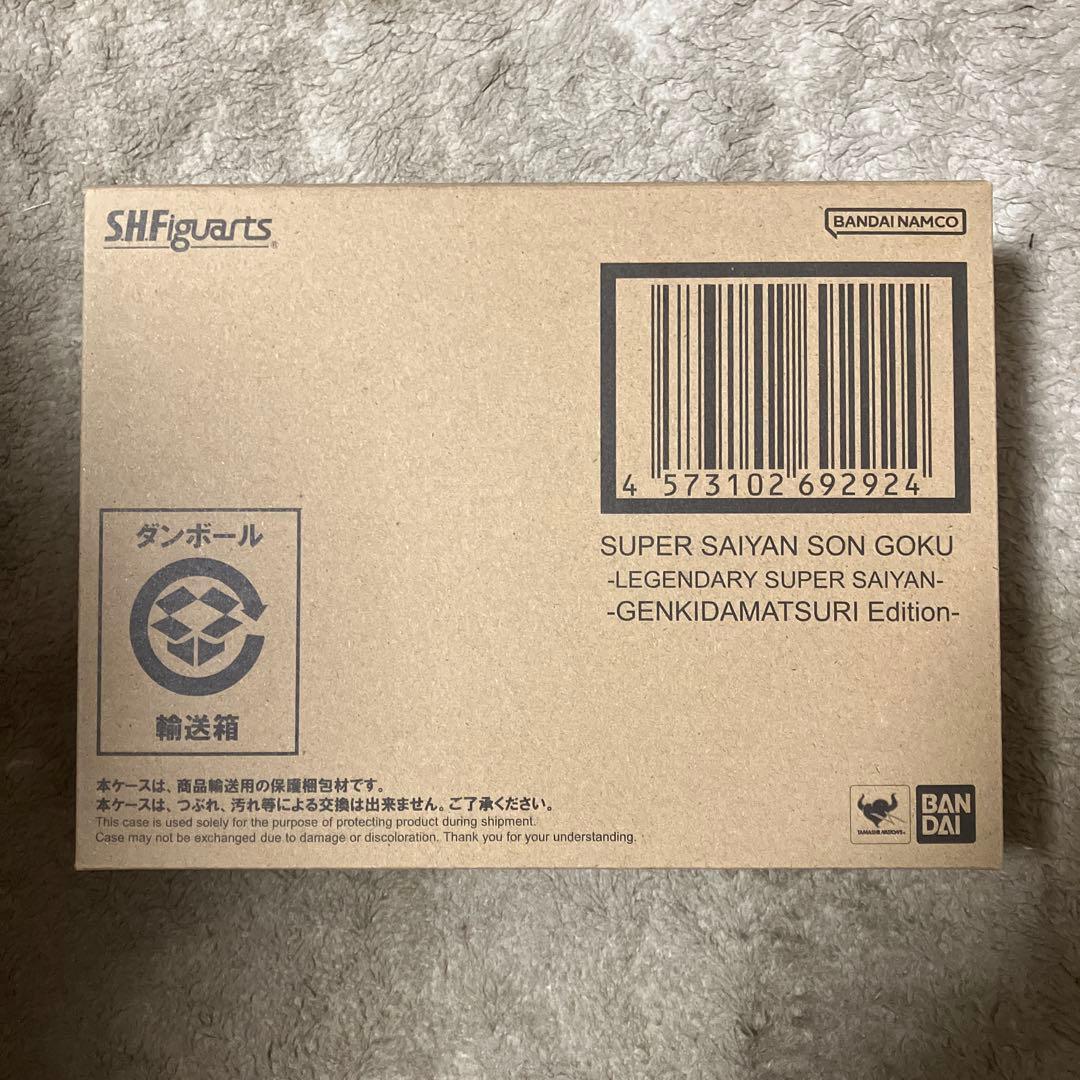 S.H.Figuarts®
BANDAI NAMCO
4 573102 692924
SUPER SAIYAN SON GOKU
-LEGENDARY SUPER SAIYAN-
-GENKIDAMATSURI Edition-
ダンボール
輸送箱
本ケースは、商品輸送用の保護梱包材です。
本ケースは、つぶれ、汚れ等による交換は出来ません。ご了承ください。
This case is used solely for the purpose of protecting product during shipment.
Case may not be exchanged due to damage or discoloration. Thank you for your understanding.
TAMASHII NATIONS
BAN
DAI